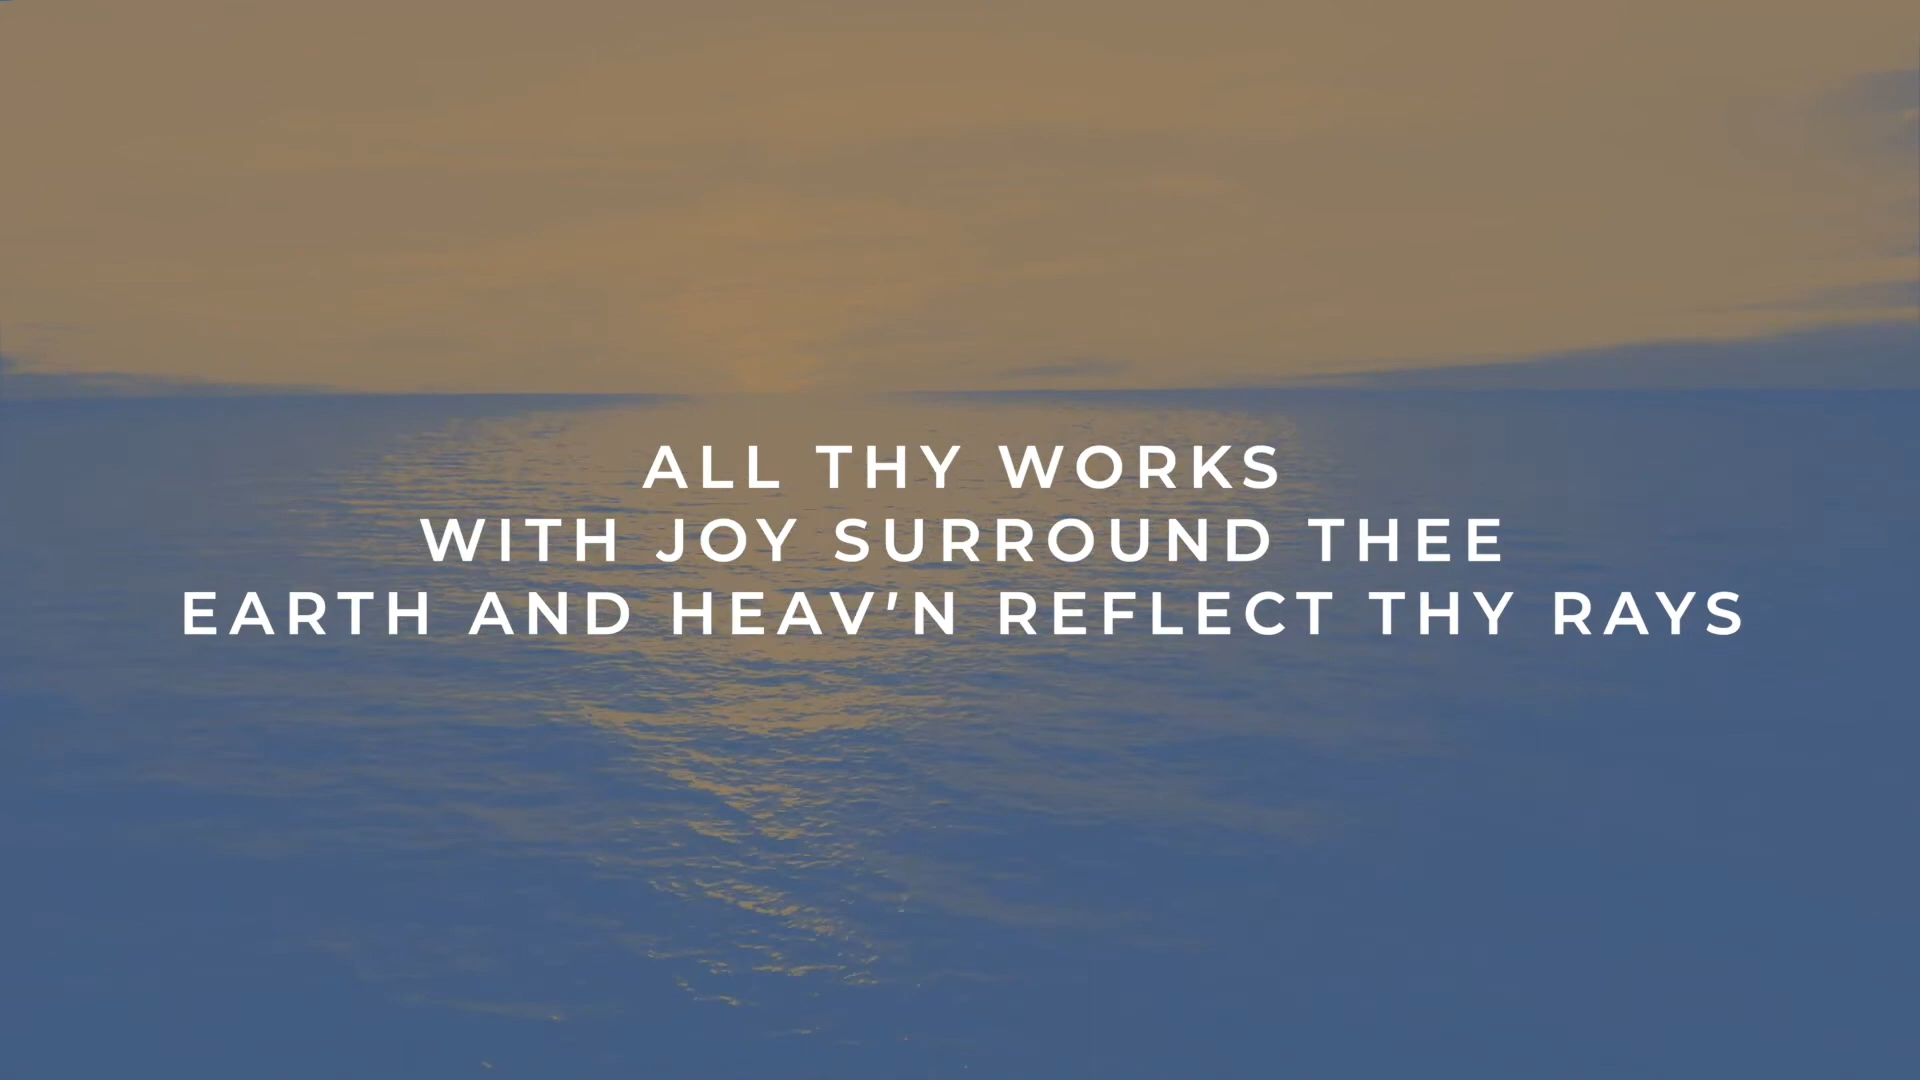 ALL THY WORKS
WITH JOY SURROUND THEE
EARTH AND HEAV'N REFLECT THY RAYS